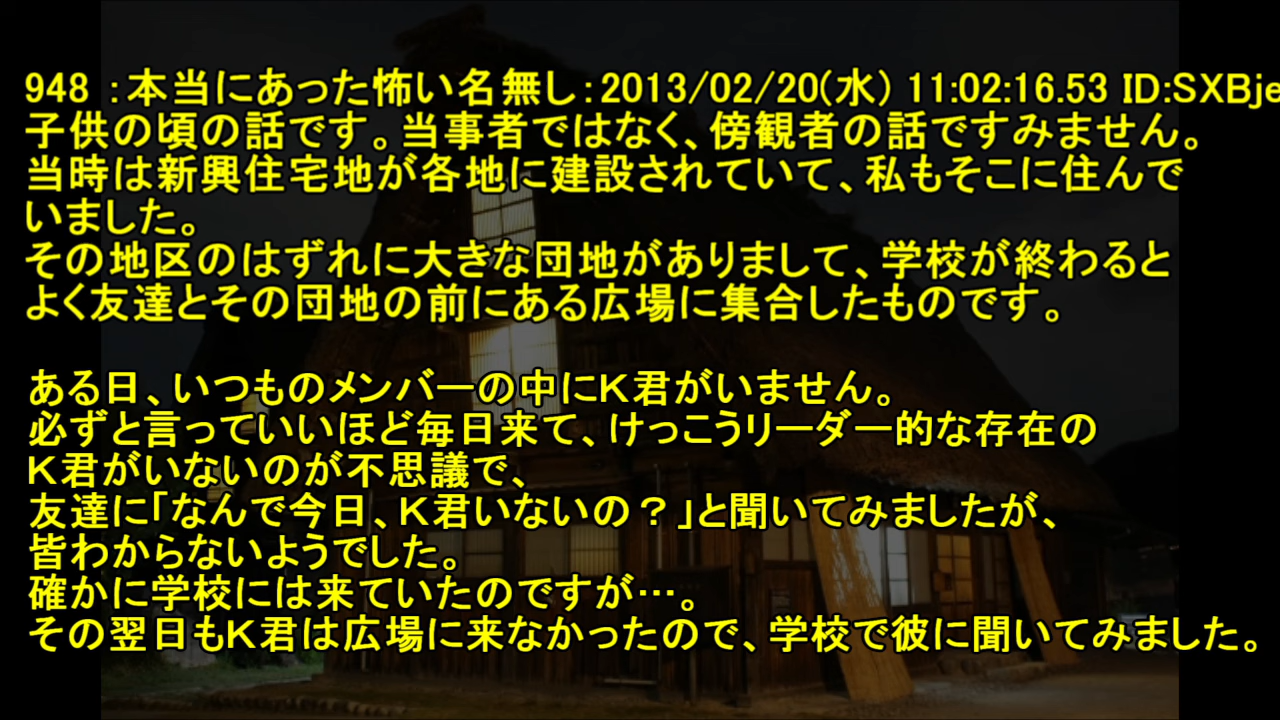 948 ：本当にあった怖い名無し：2013/02/20(水) 11:02:16.53 ID:SXBje
子供の頃の話です。当事者ではなく、傍観者の話ですみません。
当時は新興住宅地が各地に建設されていて、私もそこに住んで
いました。
その地区のはずれに大きな団地がありまして、学校が終わると
よく友達とその団地の前にある広場に集合したものです。
ある日、いつものメンバーの中にＫ君がいません。
必ずと言っていいほど毎日来て、けっこうリーダー的な存在の
Ｋ君がいないのが不思議で、
友達に「なんで今日、Ｋ君いないの？」と聞いてみましたが、
皆わからないようでした。
確かに学校には来ていたのですが…。
その翌日もＫ君は広場に来なかったので、学校で彼に聞いてみました。